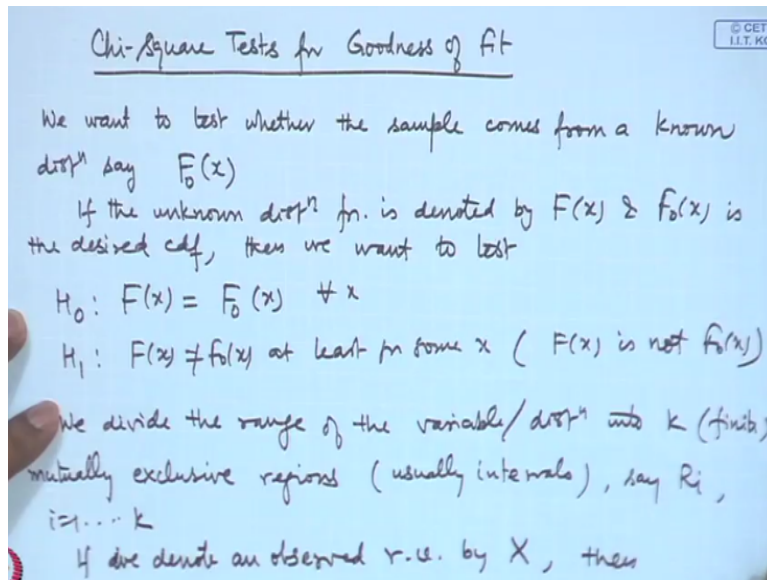 Chi-Square Tests for Goodness of fit
© CET
I.I.T. KG
We want to test whether the sample comes from a known
distⁿ say F₀(x)
If the unknown distⁿ fn. is denoted by F(x) & F₀(x) is
the desired cdf, then we want to test
H₀: F(x) = F₀(x) ∀ x
H₁: F(x) ≠ F₀(x) at least for some x ( F(x) is not F₀(x))
We divide the range of the variable/distⁿ into k (finite)
mutually exclusive regions (usually intervals), say Ri,
i=1....k
If we denote an observed r.v. by X, then